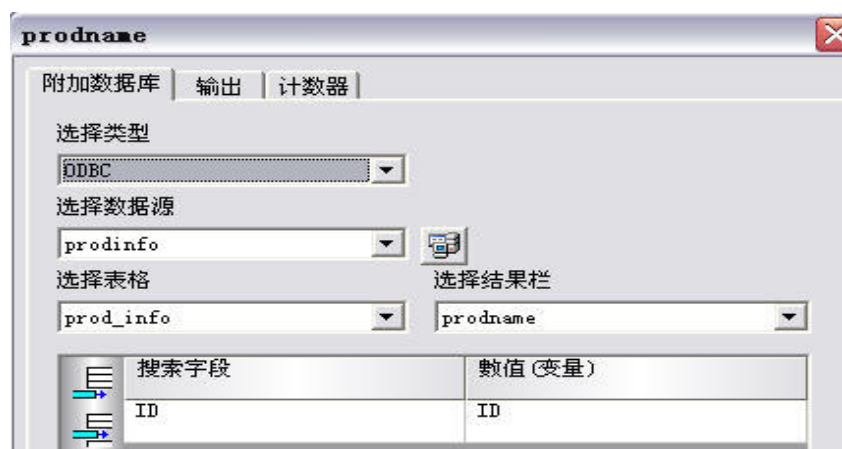 prodname
附加数据库 输出 计数器
选择类型
ODBC
选择数据源
prodinfo
选择表格 选择结果栏
prod_info prodname
搜索字段 數值(变量)
ID ID